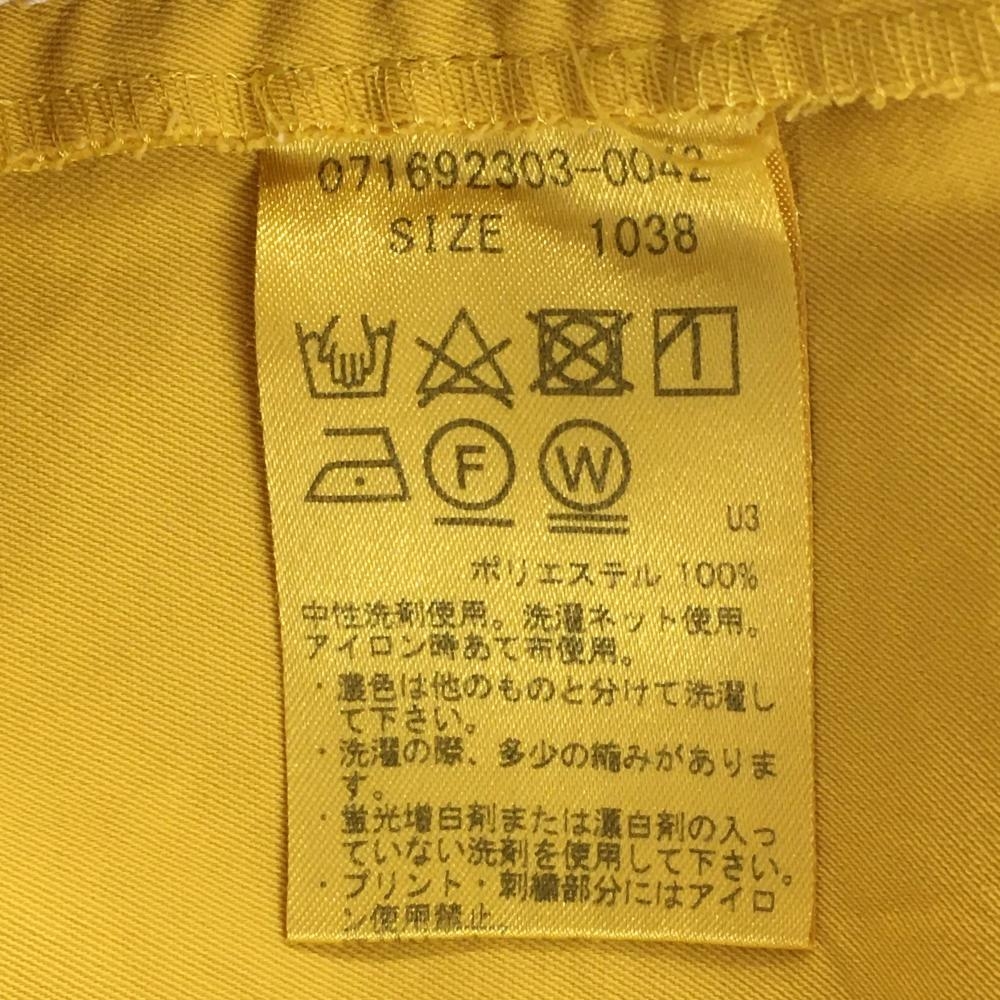 071692303-0042
SIZE 1038
F W
U3
ポリエステル 100%
中性洗剤使用。洗濯ネット使用。
アイロン時あて布使用。
・濃色は他のものと分けて洗濯し
て下さい。
・洗濯の際、多少の縮みがありま
す。
・蛍光増白剤または漂白剤の入っ
ていない洗剤を使用して下さい。
・プリント・刺繍部分にはアイロ
ン使用禁止。